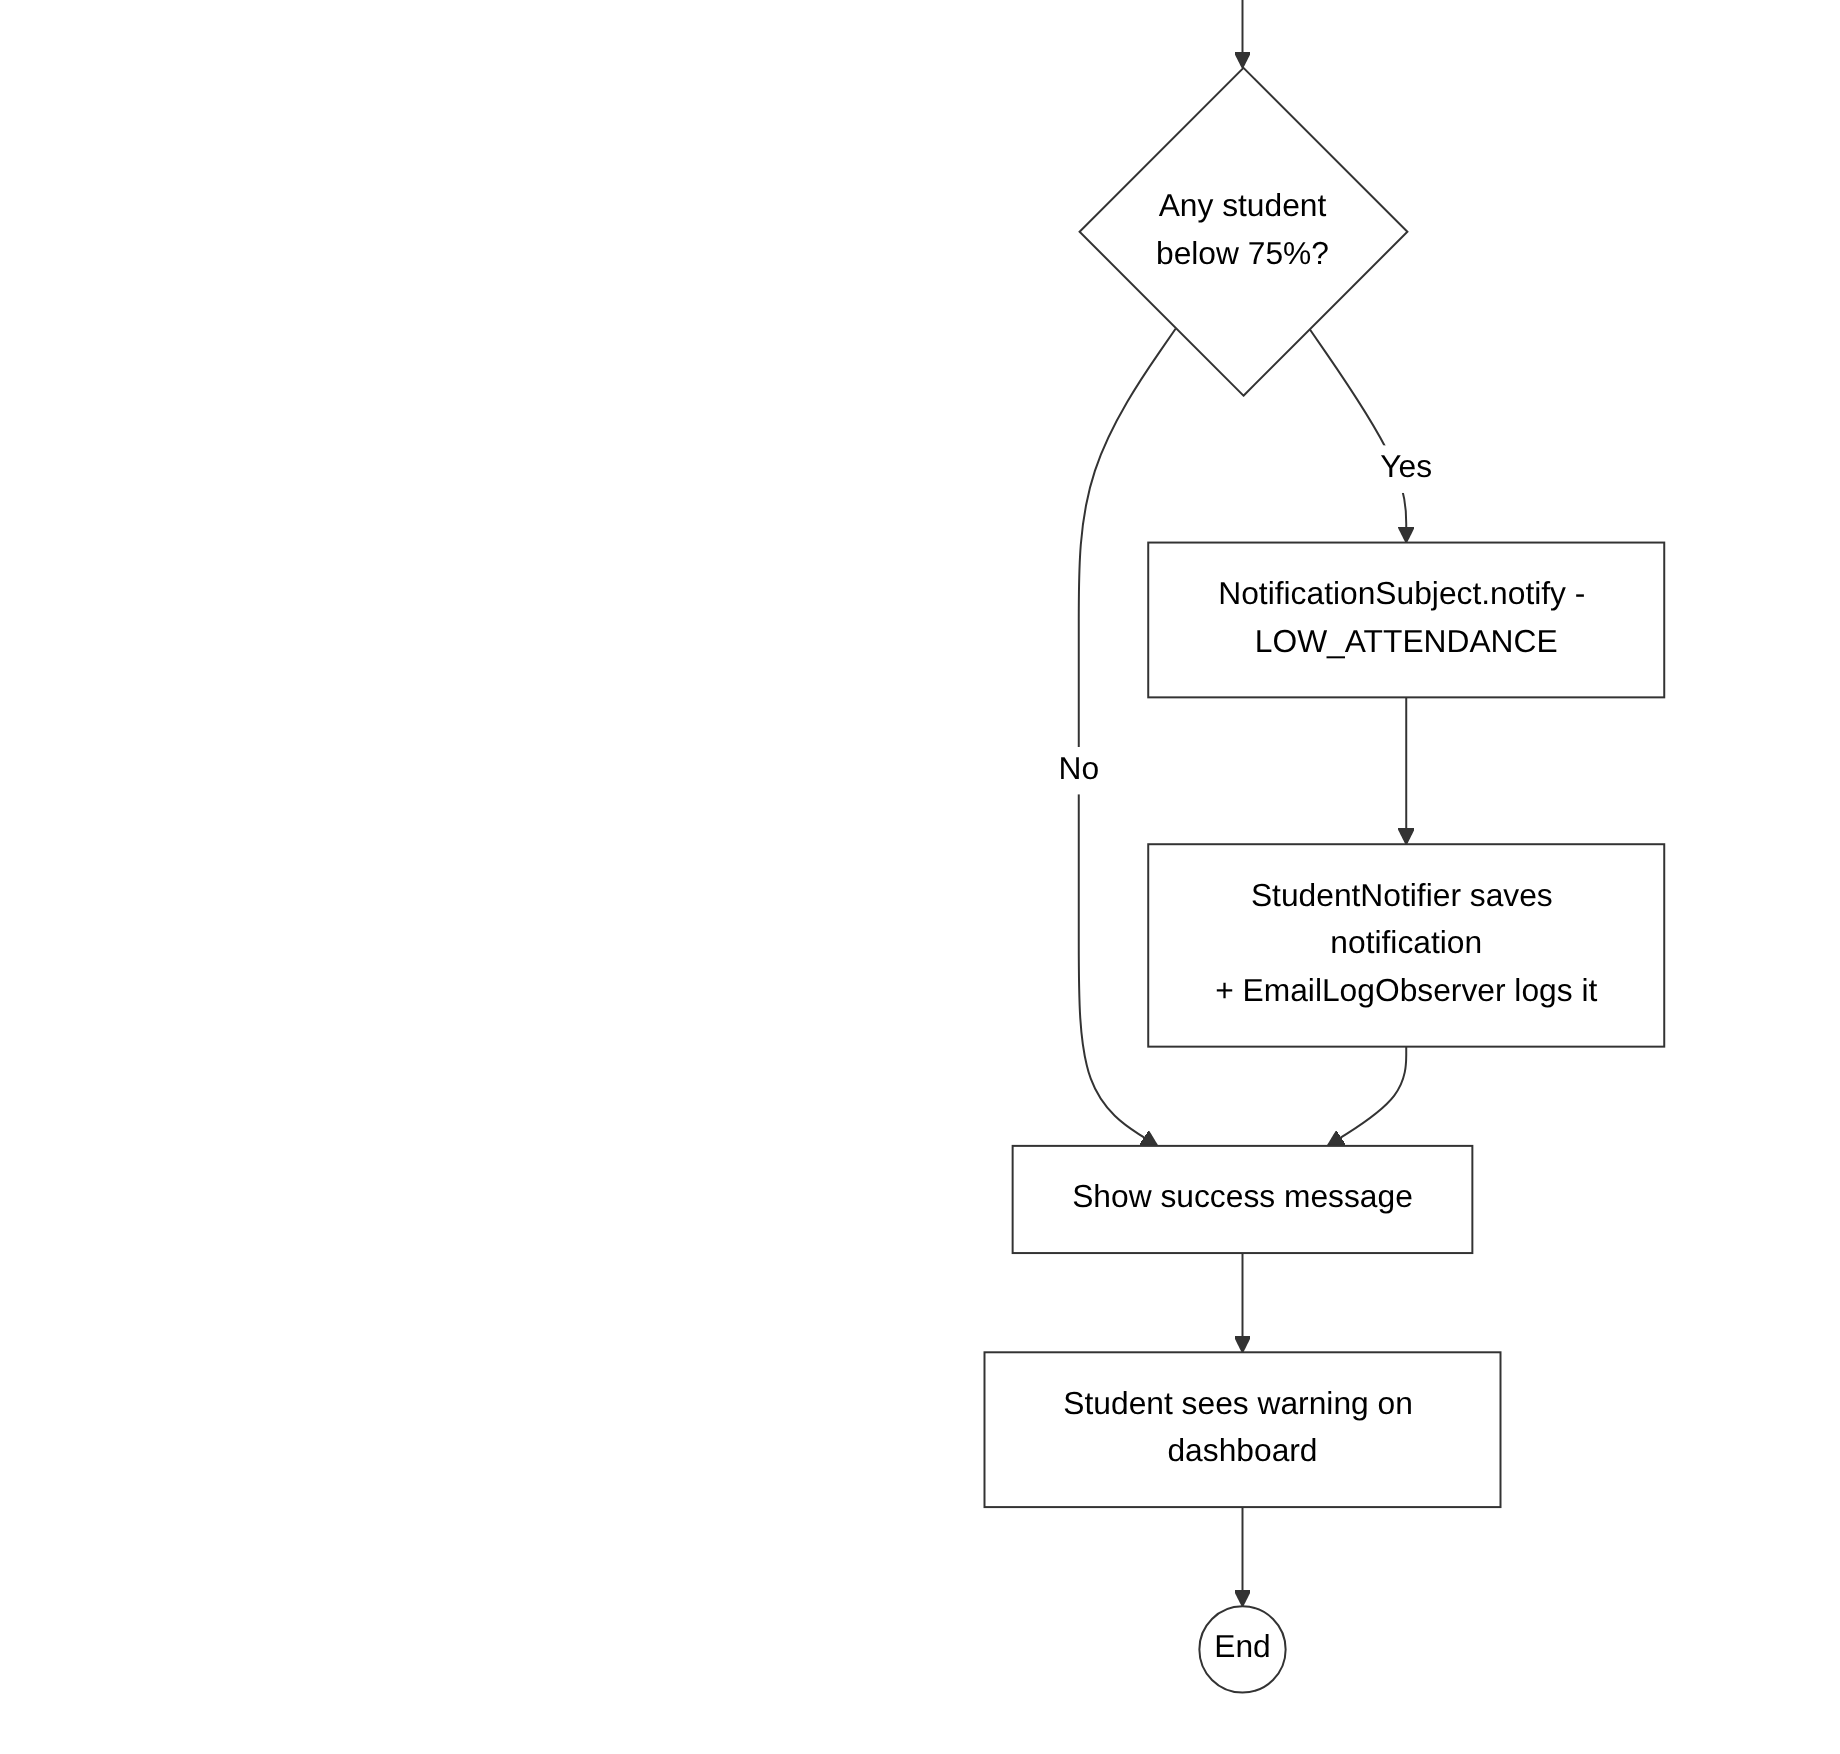 Any student
below 75%?
Yes
NotificationSubject.notify -
LOW_ATTENDANCE
No
StudentNotifier saves
notification
+ EmailLogObserver logs it
Show success message
Student sees warning on
dashboard
End